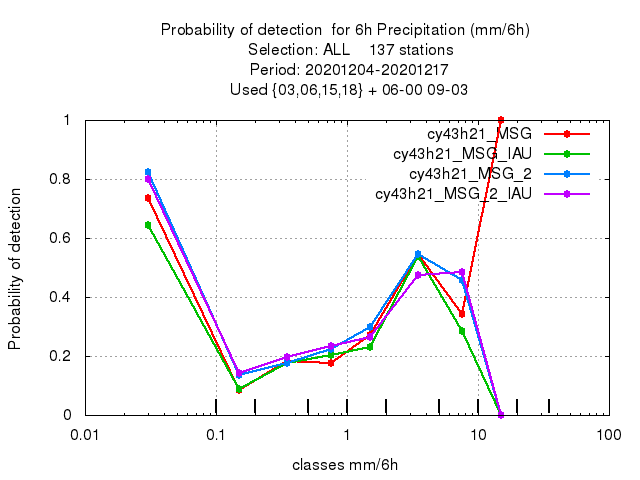 Probability of detection  for 6h Precipitation (mm/6h)
Selection: ALL    137 stations
Period: 20201204-20201217
Used {03,06,15,18} + 06-00 09-03
Probability of detection
1
0.8
0.6
0.4
0.2
0
cy43h21_MSG
cy43h21_MSG_IAU
cy43h21_MSG_2
cy43h21_MSG_2_IAU
0.01 0.1 1 10 100
classes mm/6h